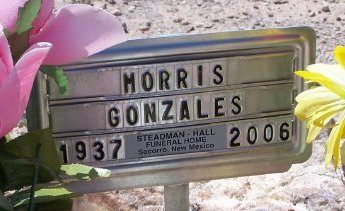 MORRIS
GONZALES
1937 STEADMAN - HALL 2006
FUNERAL HOME
Socorro, New Mexico